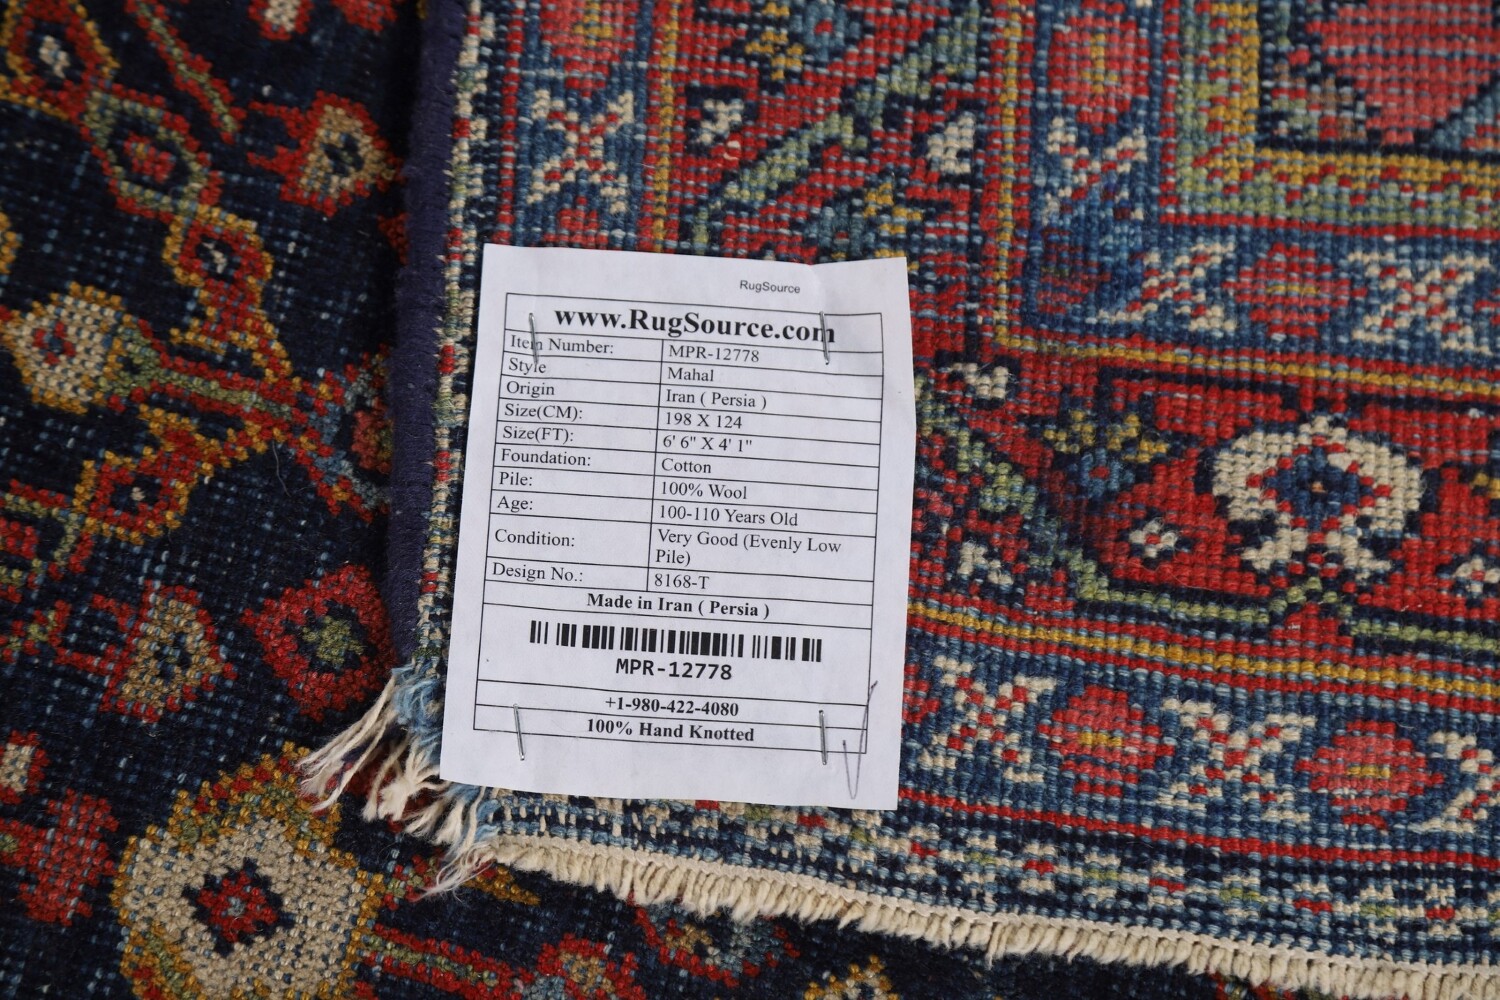 RugSource
www.RugSource.com
Item Number: MPR-12778
Style Mahal
Origin Iran ( Persia )
Size(CM): 198 X 124
Size(FT): 6' 6" X 4' 1"
Foundation: Cotton
Pile: 100% Wool
Age: 100-110 Years Old
Condition: Very Good (Evenly Low
Pile)
Design No.: 8168-T
Made in Iran ( Persia )
MPR-12778
+1-980-422-4080
100% Hand Knotted